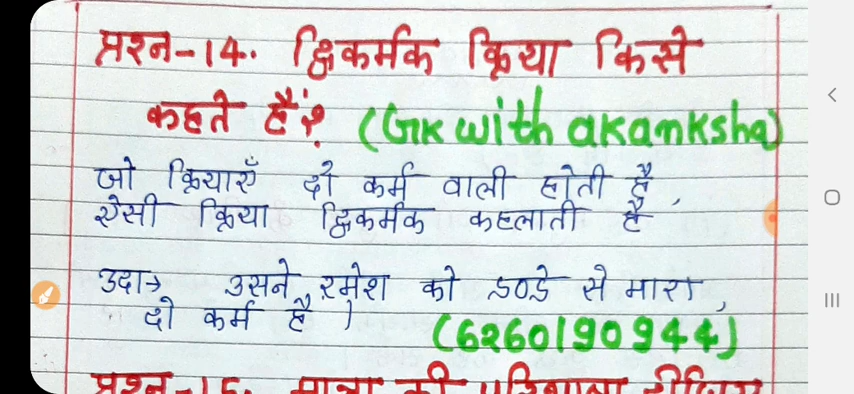 प्रश्न-14. द्विकर्मक क्रिया किसे
कहते हैं? (GK with akanksha)
जो क्रियाएँ दो कर्म वाली होती है,
ऐसी क्रिया द्विकर्मक कहलाती है
उदा→ उसने रमेश को डण्डे से मारा,
दो कर्म है। (6260190944)
प्रश्न-15. मात्रा की परिभाषा दीजिए